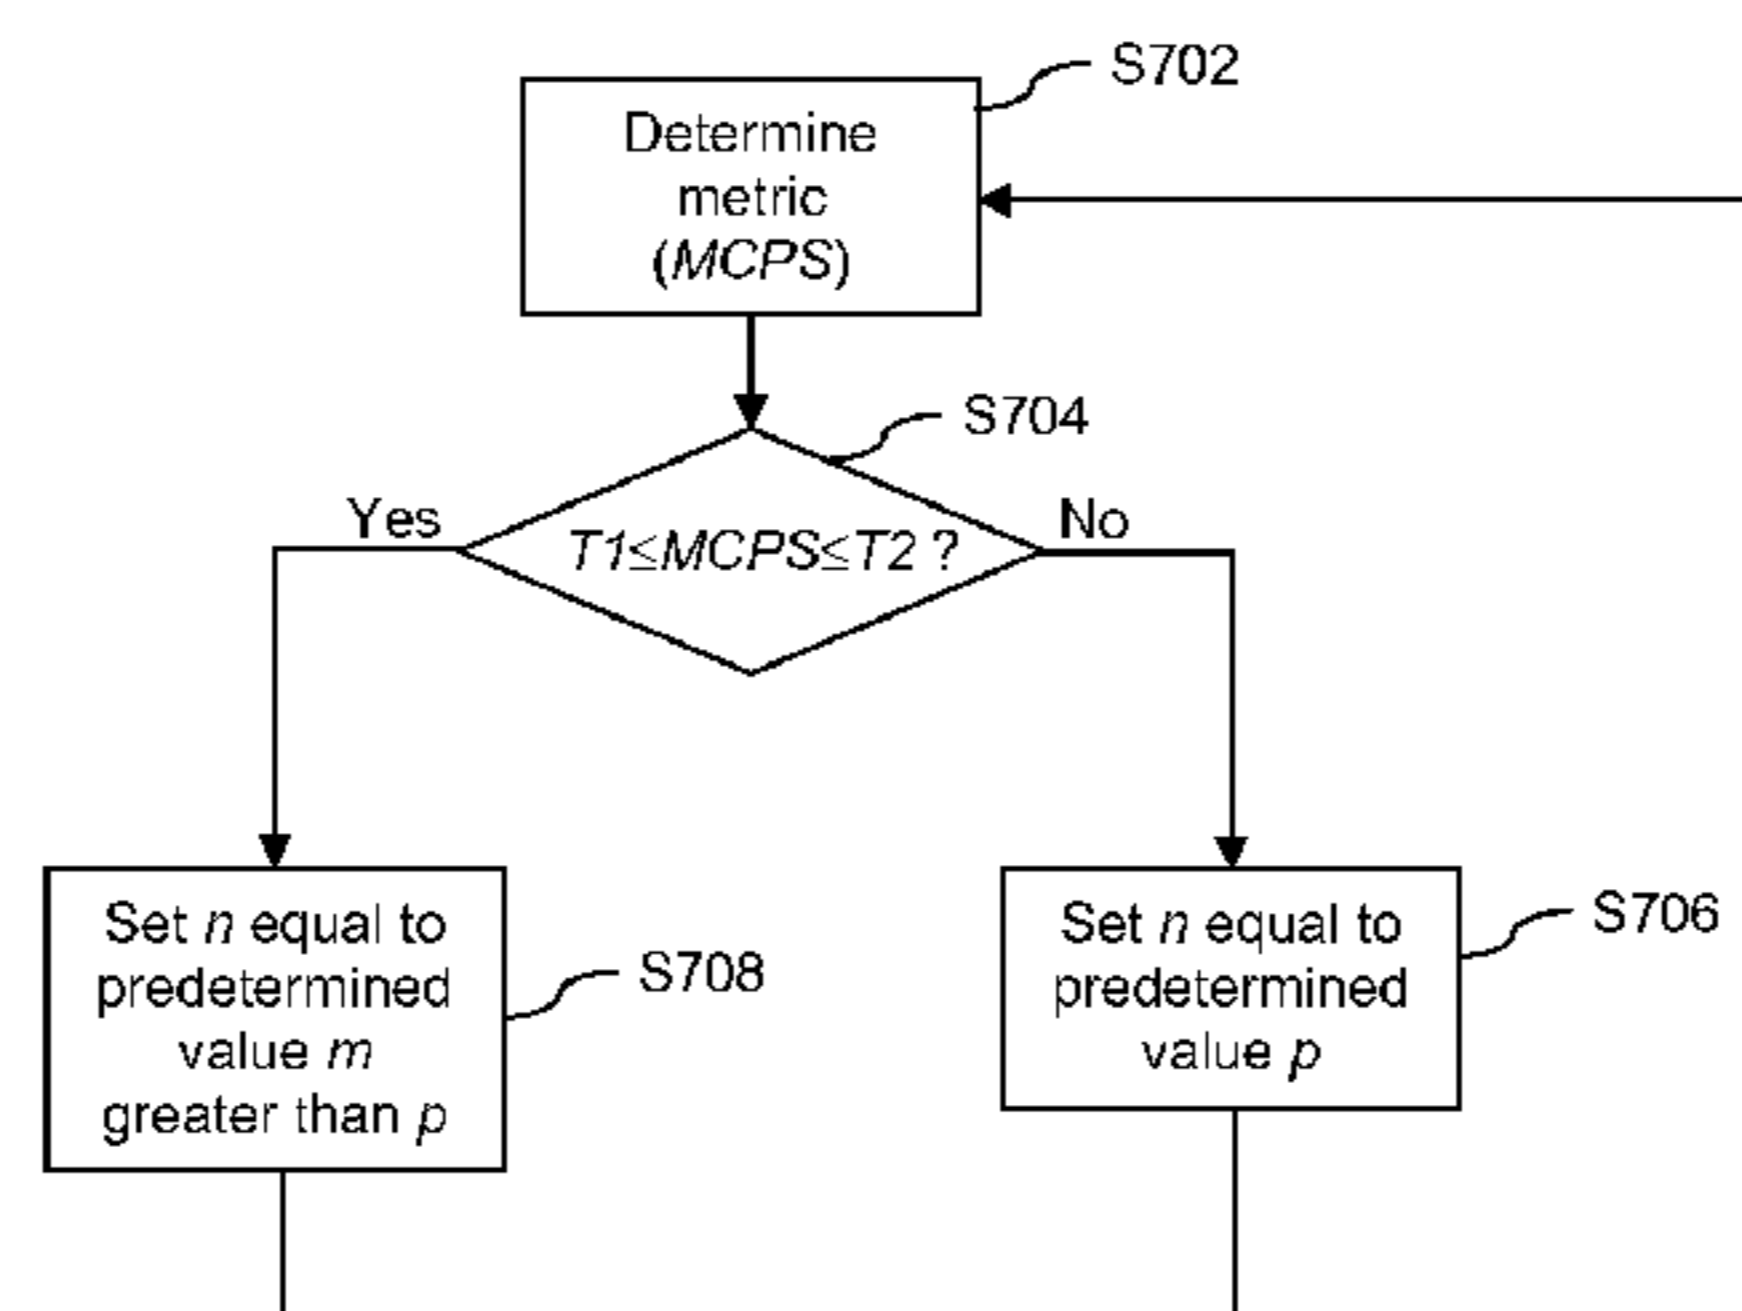 S702
Determine
metric
(MCPS)
S704
Yes
No
T1≤MCPS≤T2 ?
Set n equal to
predetermined
value m
greater than p
S708
Set n equal to
predetermined
value p
S706